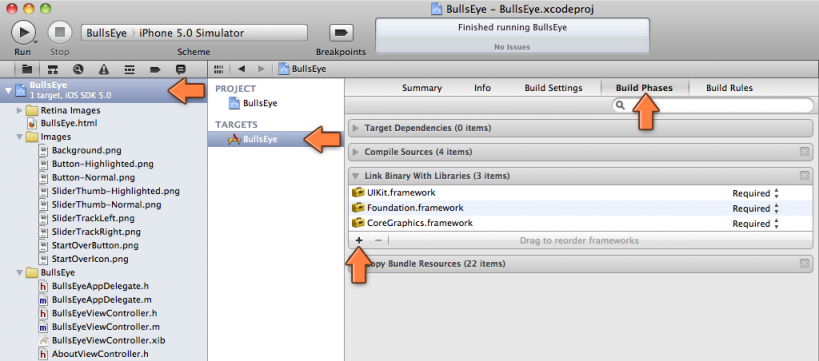 BullsEye – BullsEye.xcodeproj
Run
Stop
BullsEye
iPhone 5.0 Simulator
Scheme
Breakpoints
Finished running BullsEye
No Issues
BullsEye
BullsEye
1 target, iOS SDK 5.0
Retina Images
BullsEye.html
Images
Background.png
Button-Highlighted.png
Button-Normal.png
SliderThumb-Highlighted.png
SliderThumb-Normal.png
SliderTrackLeft.png
SliderTrackRight.png
StartOverButton.png
StartOverIcon.png
BullsEye
BullsEyeAppDelegate.h
BullsEyeAppDelegate.m
BullsEyeViewController.h
BullsEyeViewController.m
BullsEyeViewController.xib
AboutViewController.h
PROJECT
BullsEye
TARGETS
BullsEye
Summary
Info
Build Settings
Build Phases
Build Rules
Target Dependencies (0 items)
Compile Sources (4 items)
Link Binary With Libraries (3 items)
UIKit.framework Required
Foundation.framework Required
CoreGraphics.framework Required
Drag to reorder frameworks
opy Bundle Resources (22 items)